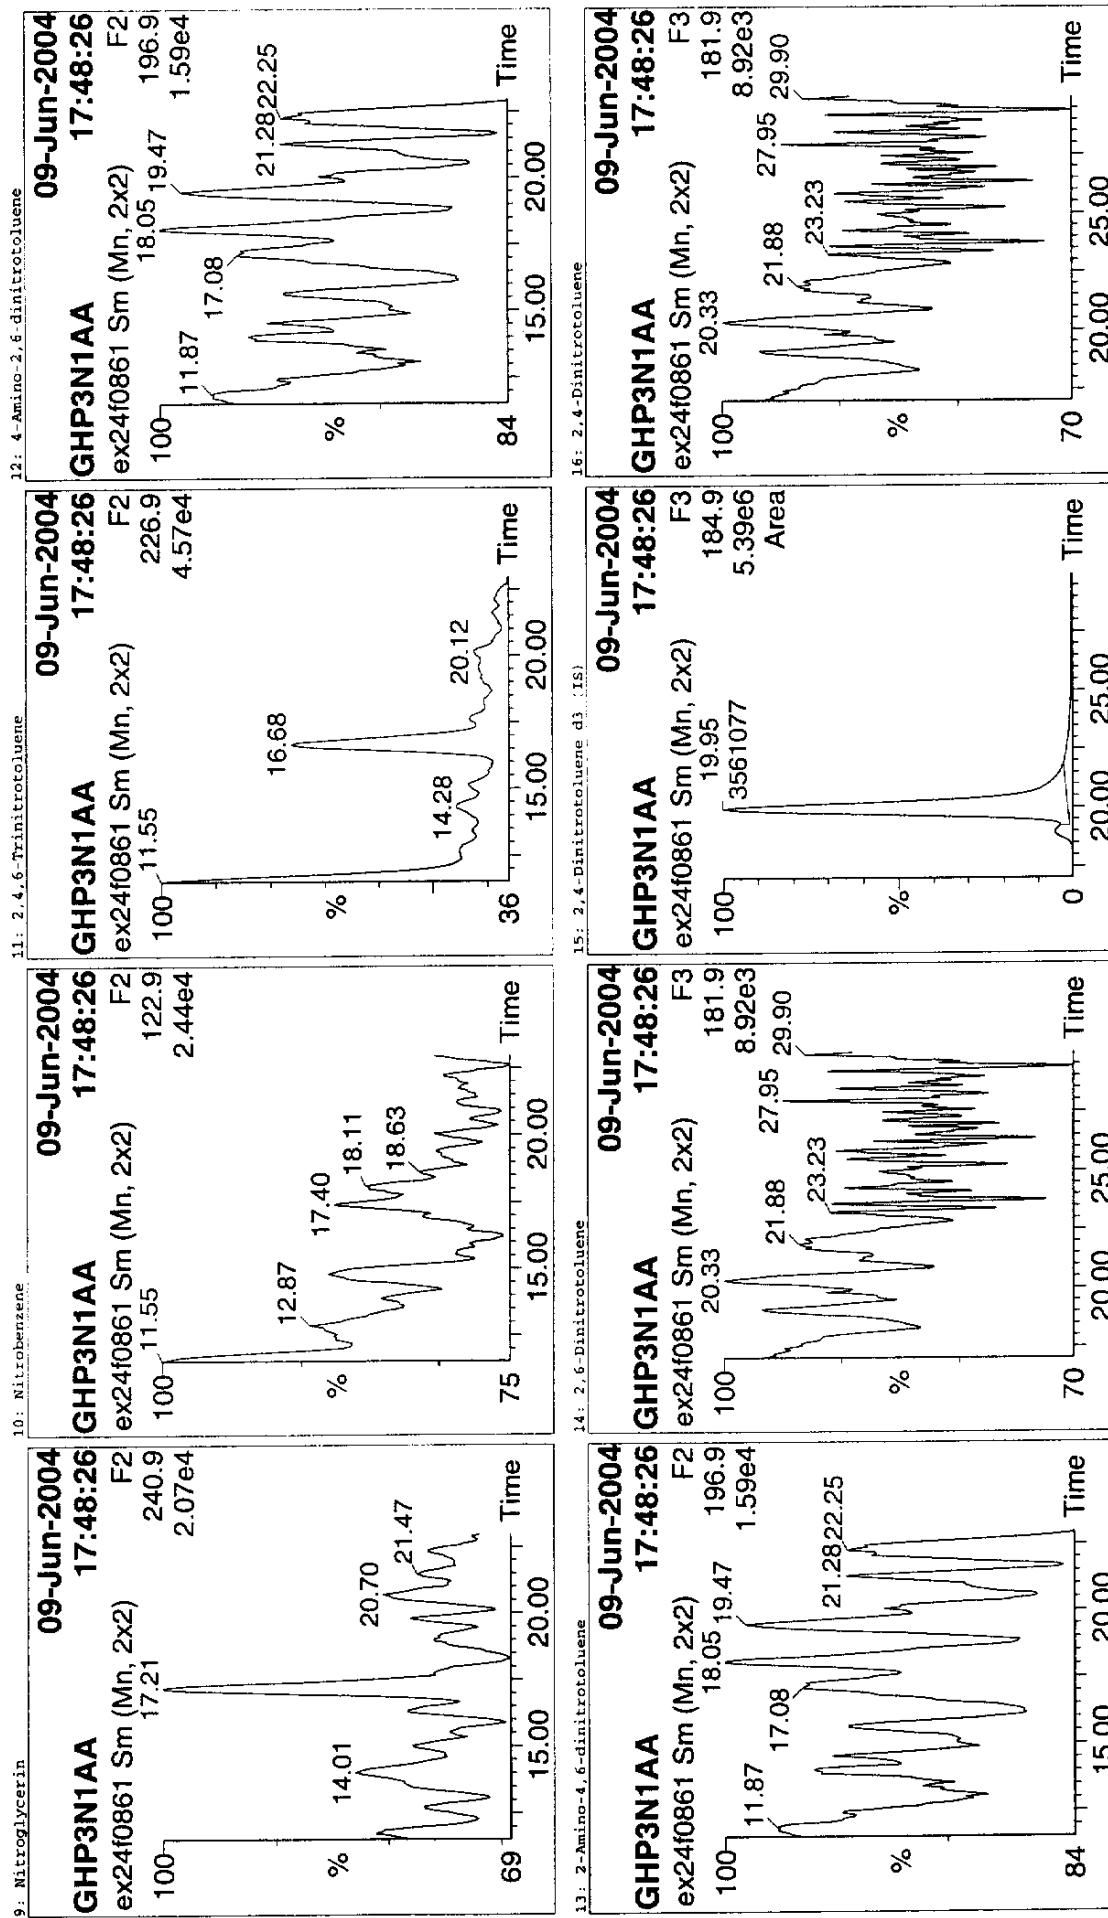 9: Nitroglycerin
GHP3N1AA 09-Jun-2004
17:48:26
ex24f0861 Sm (Mn, 2x2) F2
240.9
2.07e4
100
%
69
17.21
14.01
20.70
21.47
15.00 20.00 Time
10: Nitrobenzene
GHP3N1AA 09-Jun-2004
17:48:26
ex24f0861 Sm (Mn, 2x2) F2
122.9
2.44e4
100
%
75
11.55
12.87
17.40
18.11
18.63
15.00 20.00 Time
11: 2,4,6-Trinitrotoluene
GHP3N1AA 09-Jun-2004
17:48:26
ex24f0861 Sm (Mn, 2x2) F2
226.9
4.57e4
100
%
36
11.55
14.28
16.68
20.12
15.00 20.00 Time
12: 4-Amino-2,6-dinitrotoluene
GHP3N1AA 09-Jun-2004
17:48:26
ex24f0861 Sm (Mn, 2x2) F2
196.9
1.59e4
100
%
84
11.87
17.08
18.05
19.47
21.28 22.25
15.00 20.00 Time
13: 2-Amino-4,6-dinitrotoluene
GHP3N1AA 09-Jun-2004
17:48:26
ex24f0861 Sm (Mn, 2x2) F2
196.9
1.59e4
100
%
84
11.87
17.08
18.05
19.47
21.28 22.25
15.00 20.00 Time
14: 2,6-Dinitrotoluene
GHP3N1AA 09-Jun-2004
17:48:26
ex24f0861 Sm (Mn, 2x2) F3
181.9
8.92e3
100
%
70
20.33
21.88
23.23
27.95
29.90
20.00 25.00 Time
15: 2,4-Dinitrotoluene d3 (IS)
GHP3N1AA 09-Jun-2004
17:48:26
ex24f0861 Sm (Mn, 2x2) F3
184.9
5.39e6
Area
100
%
0
19.95
3561077
20.00 25.00 Time
16: 2,4-Dinitrotoluene
GHP3N1AA 09-Jun-2004
17:48:26
ex24f0861 Sm (Mn, 2x2) F3
181.9
8.92e3
100
%
70
20.33
21.88
23.23
27.95
29.90
20.00 25.00 Time